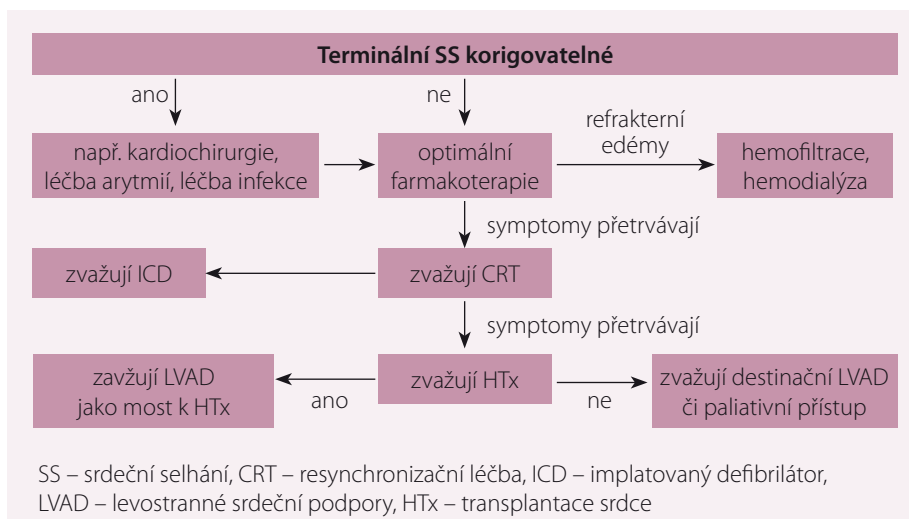 Terminální SS korigovatelné
ano
ne
např. kardiochirurgie,
léčba arytmií, léčba infekce
optimální
farmakoterapie
refrakterní
edémy
hemofiltrace,
hemodialýza
symptomy přetrvávají
zvažují ICD
zvažují CRT
symptomy přetrvávají
zavžují LVAD
jako most k HTx
ano
zvažují HTx
ne
zvažují destinační LVAD
či paliativní přístup
SS – srdeční selhání, CRT – resynchronizační léčba, ICD – implatovaný defibrilátor,
LVAD – levostranné srdeční podpory, HTx – transplantace srdce